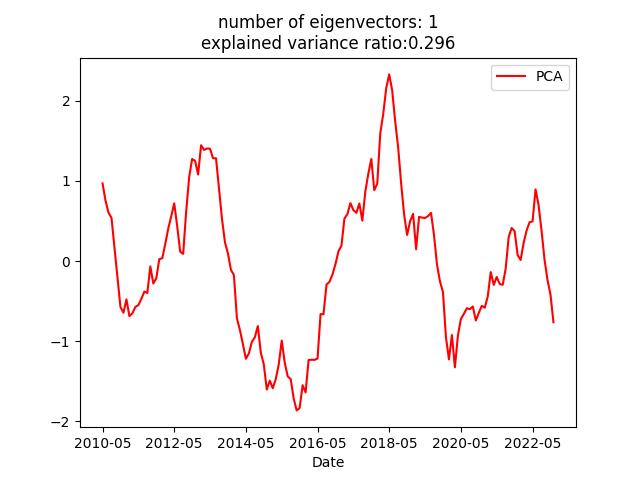 number of eigenvectors: 1
explained variance ratio:0.296
PCA
2
1
0
−1
−2
2010-05 2012-05 2014-05 2016-05 2018-05 2020-05 2022-05
Date